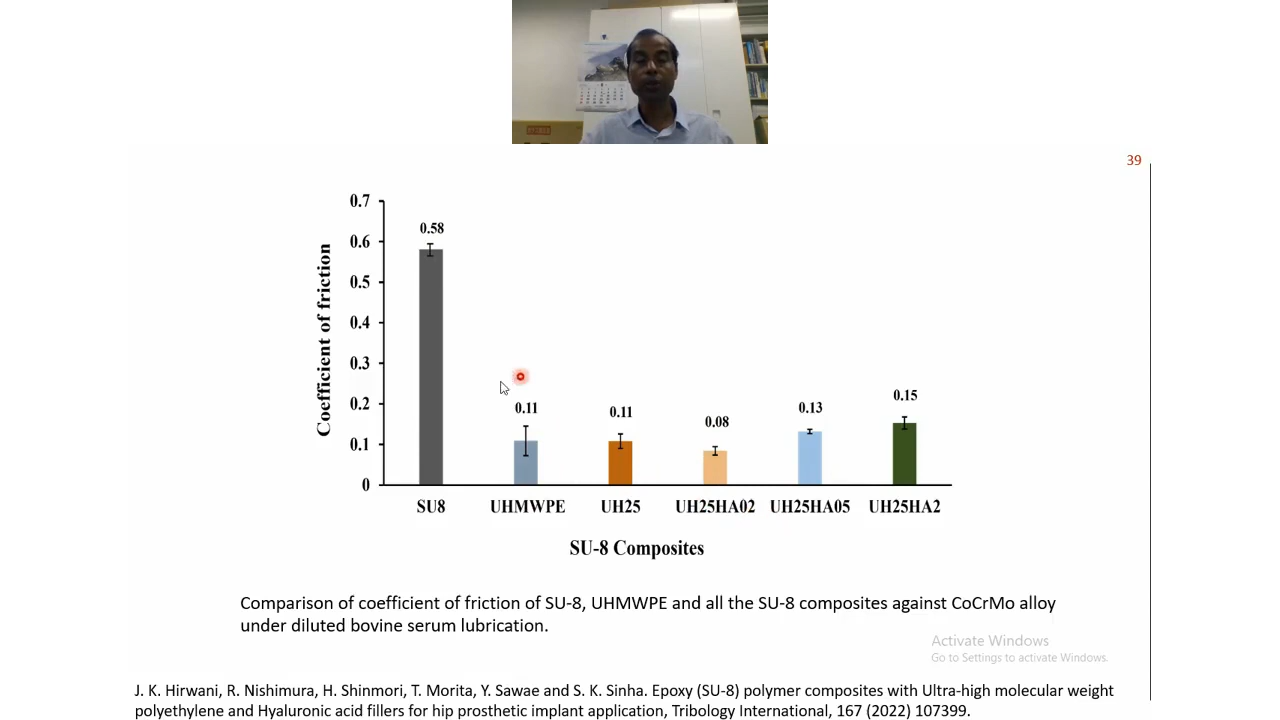 39
0.7
0.6
0.5
0.4
0.3
0.2
0.1
0
Coefficient of friction
0.58
0.11
0.11
0.08
0.13
0.15
SU8 UHMWPE UH25 UH25HA02 UH25HA05 UH25HA2
SU-8 Composites
Comparison of coefficient of friction of SU-8, UHMWPE and all the SU-8 composites against CoCrMo alloy
under diluted bovine serum lubrication.
Activate Windows
Go to Settings to activate Windows.
J. K. Hirwani, R. Nishimura, H. Shinmori, T. Morita, Y. Sawae and S. K. Sinha. Epoxy (SU-8) polymer composites with Ultra-high molecular weight
polyethylene and Hyaluronic acid fillers for hip prosthetic implant application, Tribology International, 167 (2022) 107399.